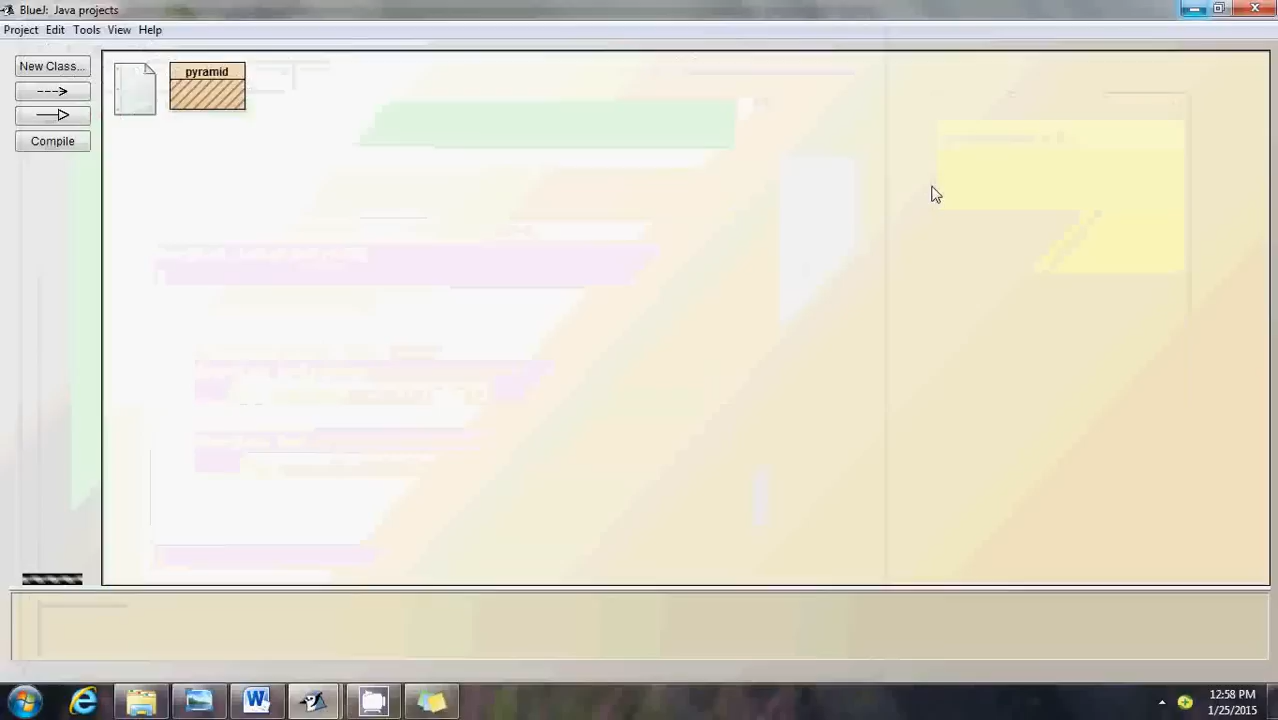 BlueJ: Java projects
Project Edit Tools View Help
New Class...
pyramid
Compile
12:58 PM
1/25/2015